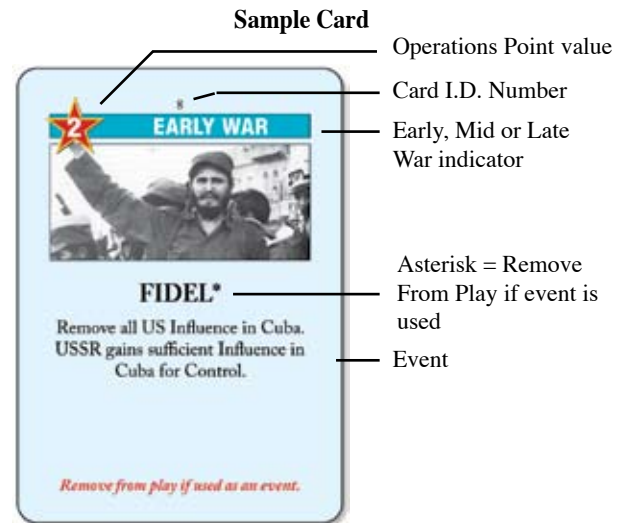 Sample Card
Operations Point value
8
Card I.D. Number
2
EARLY WAR
Early, Mid or Late
War indicator
FIDEL*
Asterisk = Remove
From Play if event is
used
Remove all US Influence in Cuba.
USSR gains sufficient Influence in
Cuba for Control.
Event
Remove from play if used as an event.